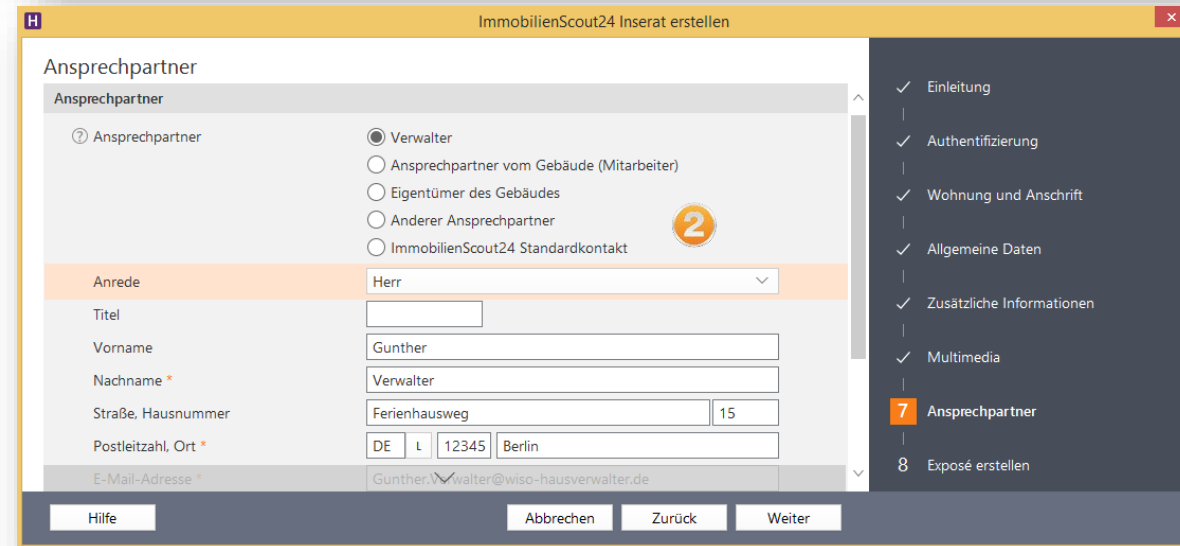 H ImmobilienScout24 Inserat erstellen
Ansprechpartner
Ansprechpartner
? Ansprechpartner
Verwalter
Ansprechpartner vom Gebäude (Mitarbeiter)
Eigentümer des Gebäudes
Anderer Ansprechpartner
ImmobilienScout24 Standardkontakt
2
Anrede Herr
Titel
Vorname Gunther
Nachname * Verwalter
Straße, Hausnummer Ferienhausweg 15
Postleitzahl, Ort * DE L 12345 Berlin
E-Mail-Adresse * Gunther.Verwalter@wiso-hausverwalter.de
Hilfe Abbrechen Zurück Weiter
Einleitung
Authentifizierung
Wohnung und Anschrift
Allgemeine Daten
Zusätzliche Informationen
Multimedia
7 Ansprechpartner
8 Exposé erstellen